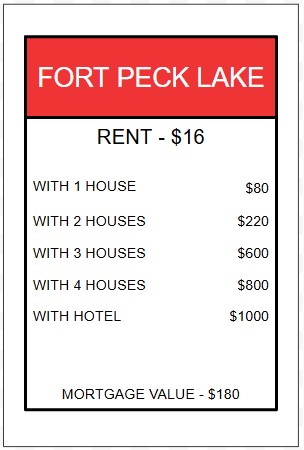 FORT PECK LAKE
RENT - $16
WITH 1 HOUSE $80
WITH 2 HOUSES $220
WITH 3 HOUSES $600
WITH 4 HOUSES $800
WITH HOTEL $1000
MORTGAGE VALUE - $180